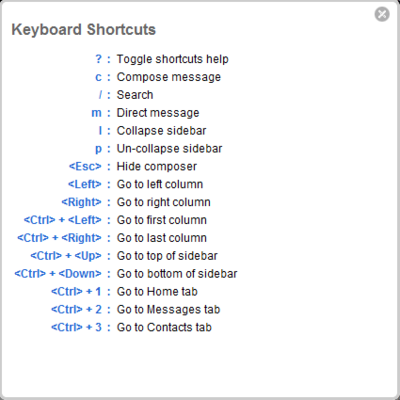 Keyboard Shortcuts
? : Toggle shortcuts help
c : Compose message
/ : Search
m : Direct message
l : Collapse sidebar
p : Un-collapse sidebar
<Esc> : Hide composer
<Left> : Go to left column
<Right> : Go to right column
<Ctrl> + <Left> : Go to first column
<Ctrl> + <Right> : Go to last column
<Ctrl> + <Up> : Go to top of sidebar
<Ctrl> + <Down> : Go to bottom of sidebar
<Ctrl> + 1 : Go to Home tab
<Ctrl> + 2 : Go to Messages tab
<Ctrl> + 3 : Go to Contacts tab